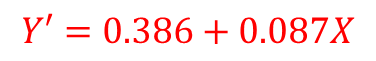 Y′ = 0.386 + 0.087X